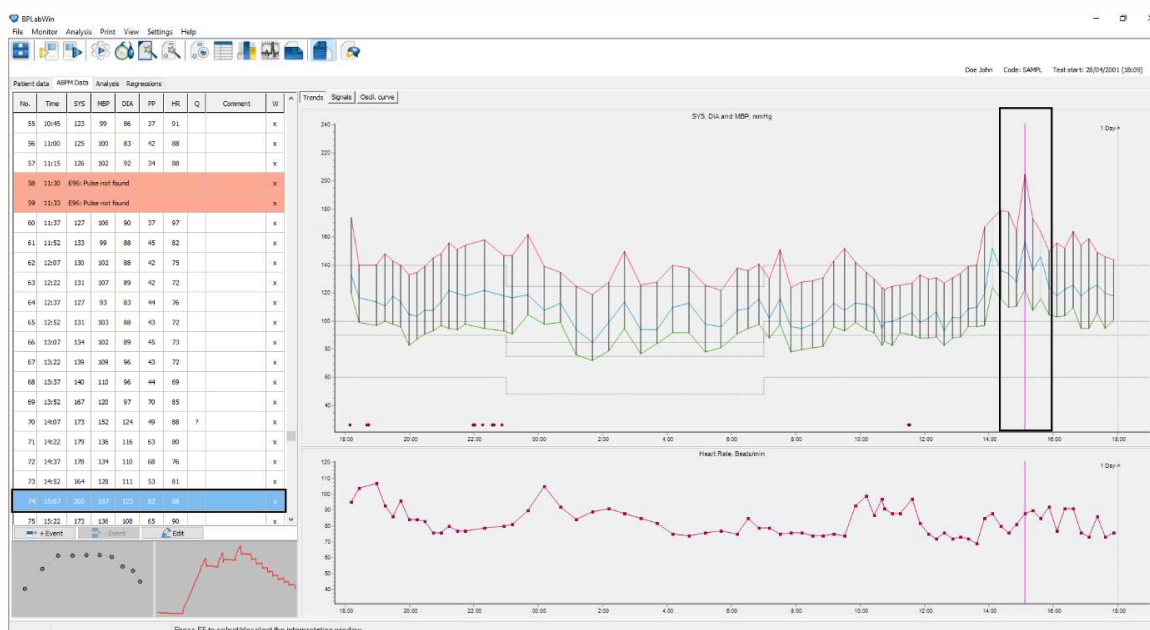 BPLabWin
File Monitor Analysis Print View Settings Help
Doe John Code: SAMPL Test start: 28/04/2001 (18:09)
Patient data ABPM Data Analysis Regressions
No. Time SYS MBP DIA PP HR Q Comment W
55 10:45 123 99 86 37 91 x
56 11:00 125 100 83 42 88 x
57 11:15 126 102 92 34 88 x
58 11:30 E96: Pulse not found x
59 11:33 E96: Pulse not found x
60 11:37 127 106 90 37 97 x
61 11:52 133 99 88 45 82 x
62 12:07 130 102 88 42 75 x
63 12:22 131 107 89 42 72 x
64 12:37 127 93 83 44 76 x
65 12:52 131 103 88 43 72 x
66 13:07 134 102 89 45 73 x
67 13:22 139 109 96 43 72 x
68 13:37 140 110 96 44 69 x
69 13:52 167 120 97 70 85 x
70 14:07 173 152 124 49 88 ? x
71 14:22 179 136 116 63 80 x
72 14:37 178 134 110 68 76 x
73 14:52 164 128 111 53 81 x
74 15:07 205 157 123 82 88 x
75 15:22 173 136 108 65 90 x
+ Event - Event Edit
Trends Signals Oscil. curve
SYS, DIA and MBP, mmHg
1 Day->
240
220
200
180
160
140
120
100
80
60
40
18:00 20:00 22:00 00:00 2:00 4:00 6:00 8:00 10:00 12:00 14:00 16:00 18:00
Heart Rate, Beats/min
1 Day->
120
110
100
90
80
70
60
50
40
18:00 20:00 22:00 00:00 2:00 4:00 6:00 8:00 10:00 12:00 14:00 16:00 18:00
Press F5 to select/deselect the interpretation window